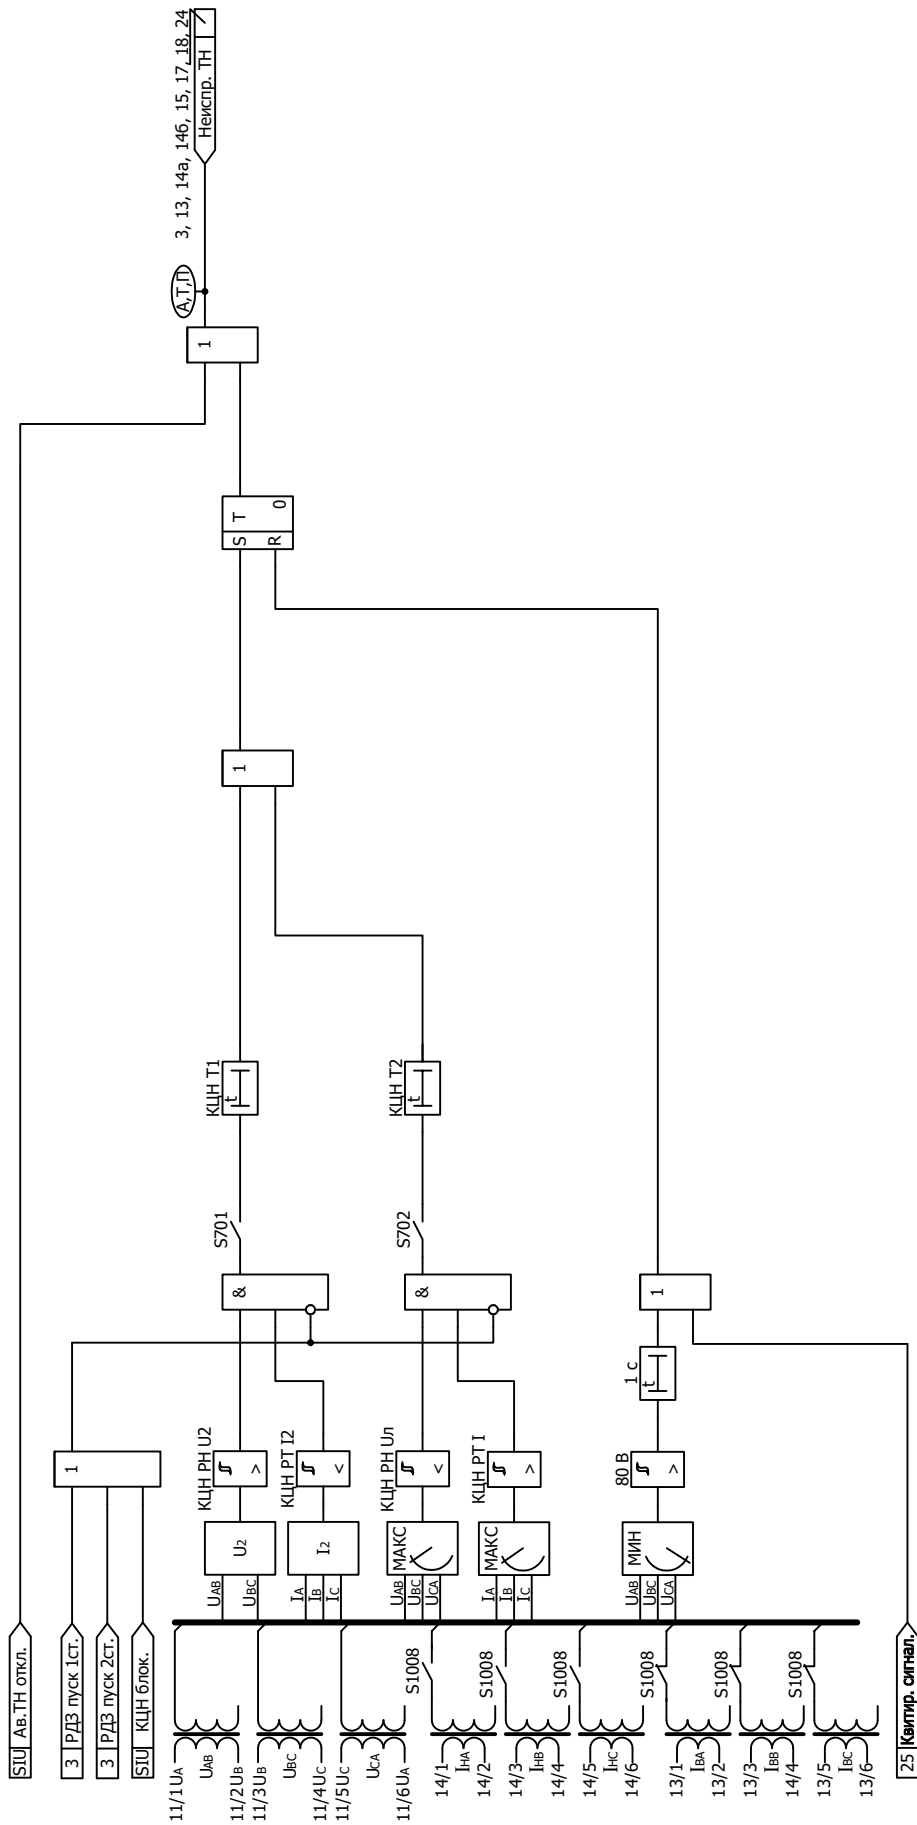 SIU Ав.ТН откл.
3 РДЗ пуск 1ст.
3 РДЗ пуск 2ст.
SIU КЦН блок.
1
11/1 UA
UAB
11/2 UB
11/3 UB
UBC
11/4 UC
11/5 UC
UCA
11/6 UA
14/1
IHA
14/2
14/3
IHB
14/4
14/5
IHC
14/6
13/1
IBA
13/2
13/3
IBB
14/4
13/5
IBC
13/6
S1008
S1008
S1008
S1008
S1008
S1008
25 Квитир. сигнал.
UAB
UBC
U2
КЦН РН U2
>
IA
IB
IC
I2
КЦН РТ I2
<
UAB
UBC
UCA
МАКС
КЦН РН Uл
<
IA
IB
IC
МАКС
КЦН РТ I
>
UAB
UBC
UCA
МИН
80 В
>
1 с
t
1
&
S701
КЦН Т1
t
&
S702
КЦН Т2
t
1
S T
R 0
1
А,Т,П
3, 13, 14а, 14б, 15, 17, 18, 24
Неиспр. ТН